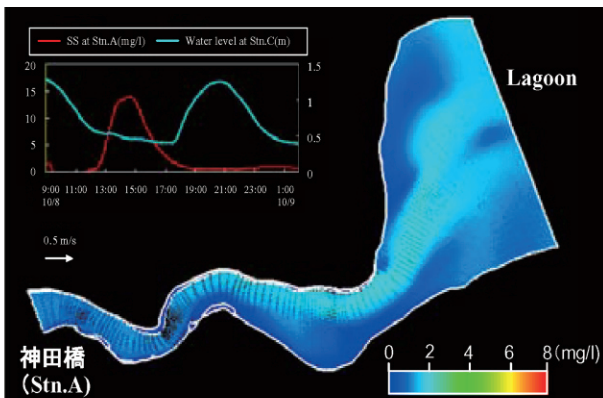 SS at Stn.A(mg/l) Water level at Stn.C(m)
20 1.5
15 1
10
5 0.5
0 0
9:00 11:00 13:00 15:00 17:00 19:00 21:00 23:00 1:00
10/8 10/9
Lagoon
0.5 m/s
神田橋
(Stn.A)
0 2 4 6 8 (mg/l)